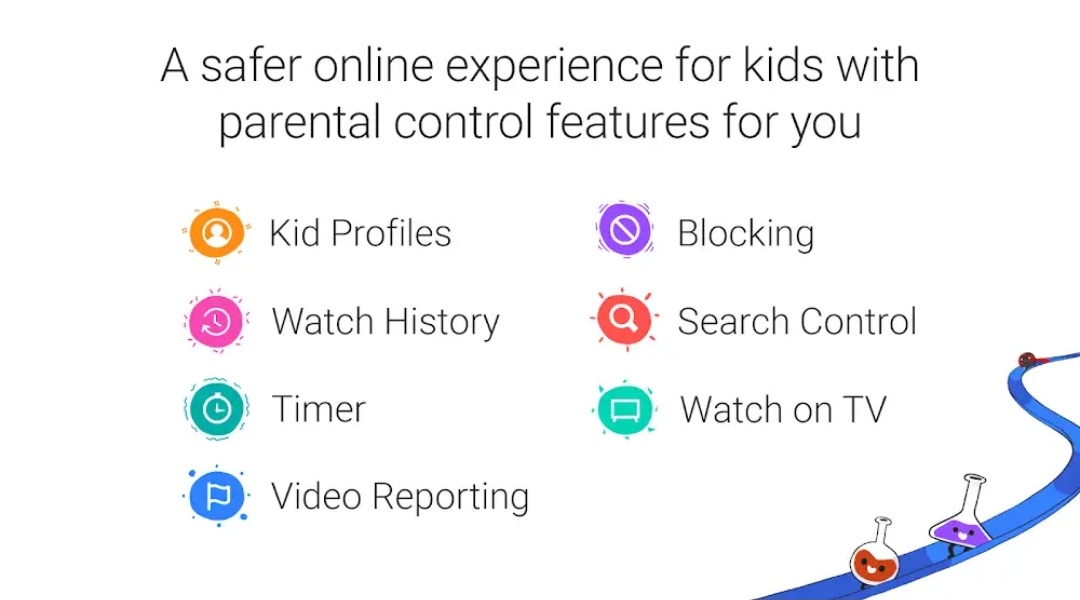 A safer online experience for kids with
parental control features for you
Kid Profiles
Watch History
Timer
Video Reporting
Blocking
Search Control
Watch on TV